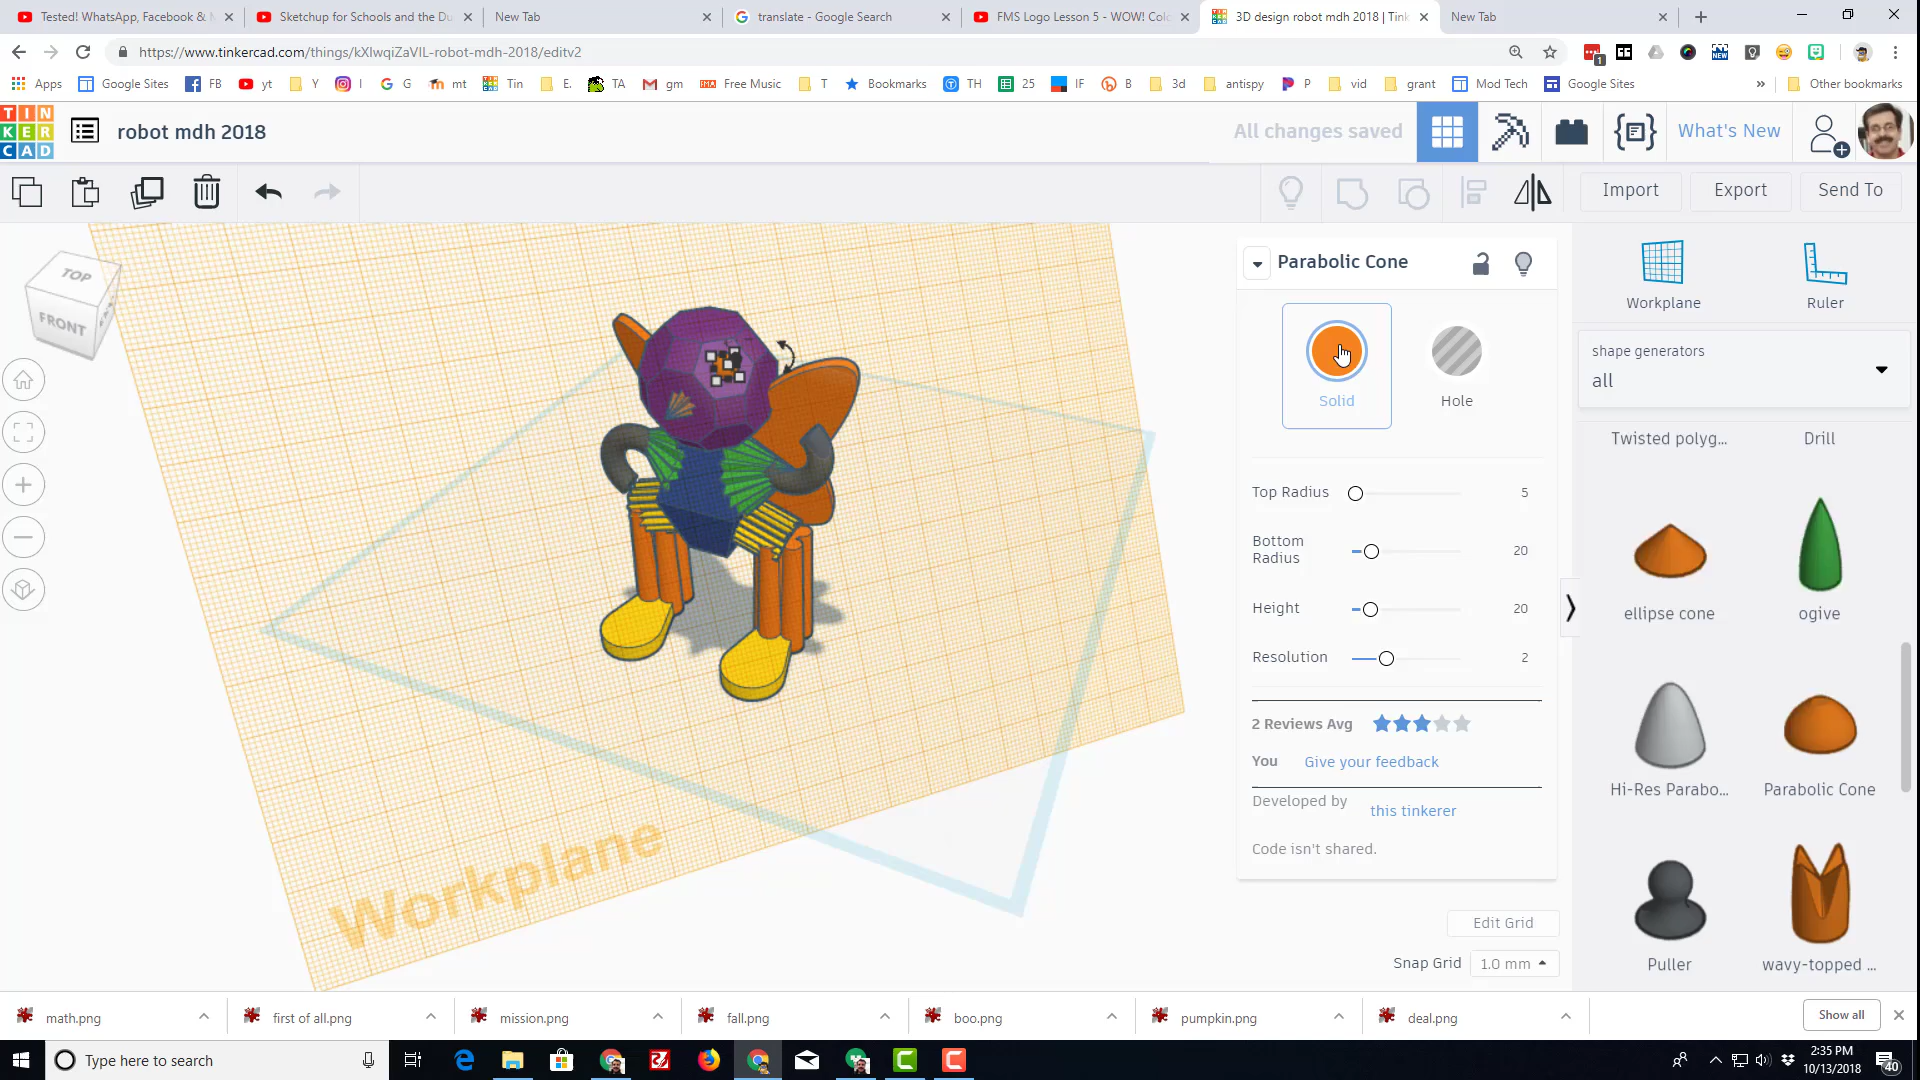 Tested! WhatsApp, Facebook &
Sketchup for Schools and the Du
New Tab
translate - Google Search
FMS Logo Lesson 5 - WOW! Colo
3D design robot mdh 2018 | Tink
New Tab
https://www.tinkercad.com/things/kXlwqiZaVIL-robot-mdh-2018/editv2
1
NEW
Apps
Google Sites
FB
yt
Y
I
G
mt
Tin
E.
TA
gm
Free Music
T
Bookmarks
TH
25
IF
B
3d
antispy
P
vid
grant
Mod Tech
Google Sites
»
Other bookmarks
TIN
KER
CAD
robot mdh 2018
All changes saved
What's New
Import
Export
Send To
TOP
FRONT
Workplane
Parabolic Cone
Solid
Hole
Top Radius
5
Bottom
Radius
20
Height
20
Resolution
2
2 Reviews Avg
You
Give your feedback
Developed by
this tinkerer
Code isn't shared.
Edit Grid
Snap Grid
1.0 mm
Workplane
Ruler
shape generators
all
Twisted polyg...
Drill
ellipse cone
ogive
Hi-Res Parabo...
Parabolic Cone
Puller
wavy-topped ...
math.png
first of all.png
mission.png
fall.png
boo.png
pumpkin.png
deal.png
Show all
Type here to search
2:35 PM
10/13/2018
40